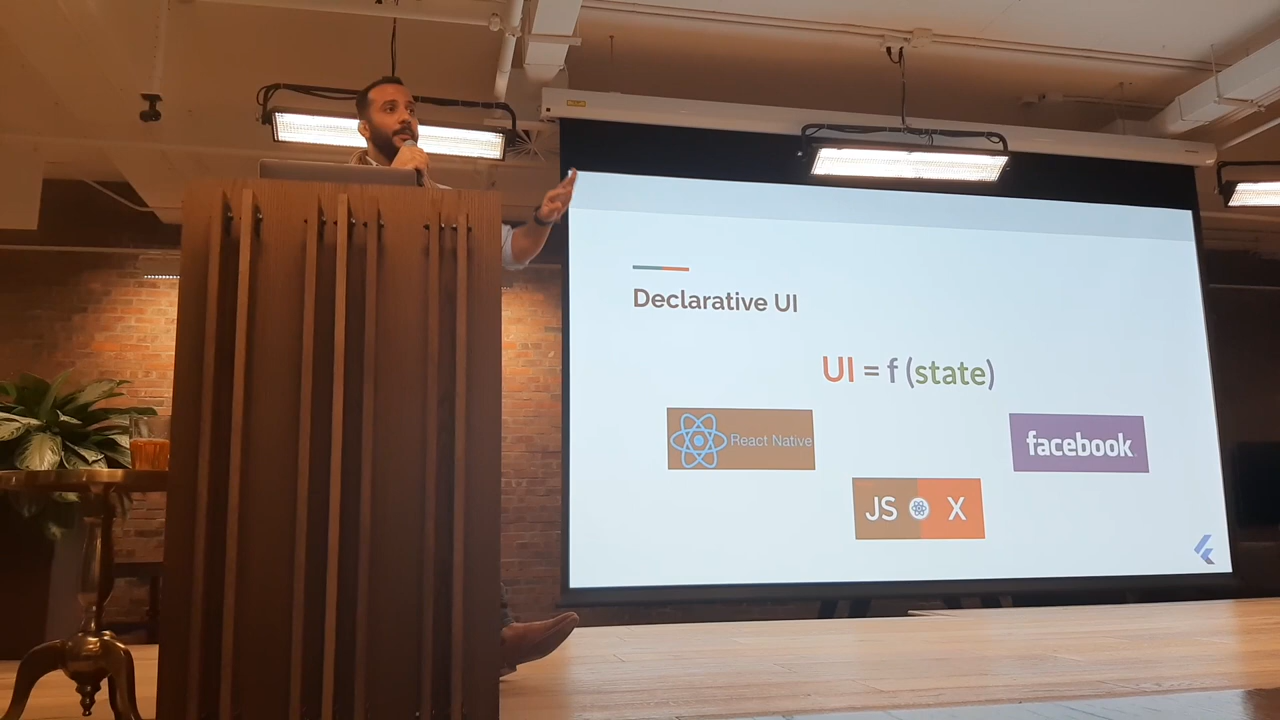 Declarative UI
UI = f (state)
React Native
facebook
JS X